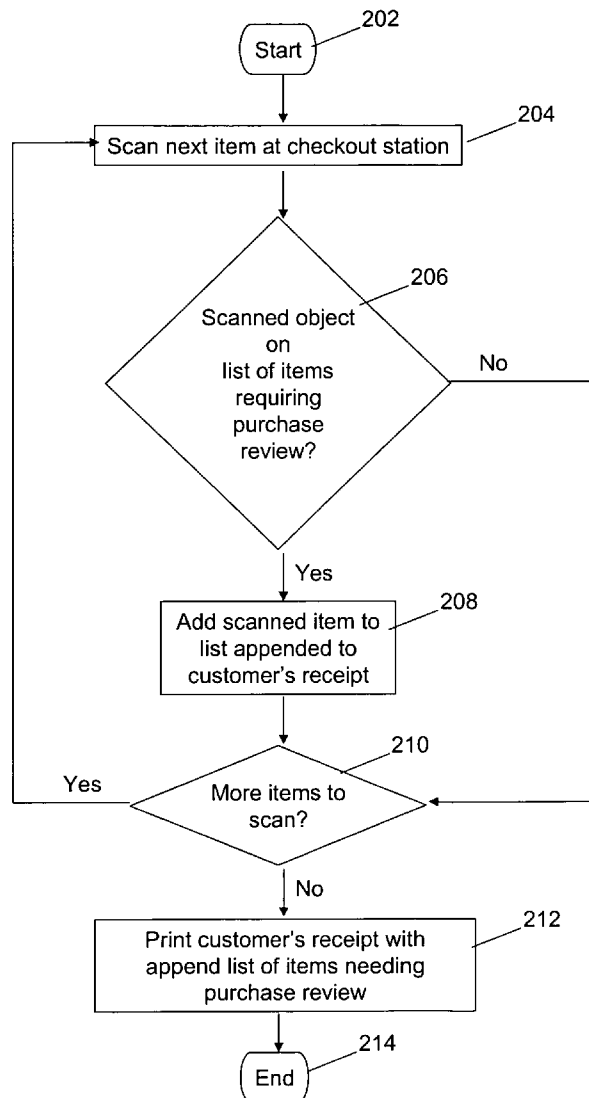 202
Start
204
Scan next item at checkout station
206
Scanned object
on
list of items
requiring
purchase
review?
No
Yes
208
Add scanned item to
list appended to
customer's receipt
210
Yes
More items to
scan?
No
212
Print customer's receipt with
append list of items needing
purchase review
214
End